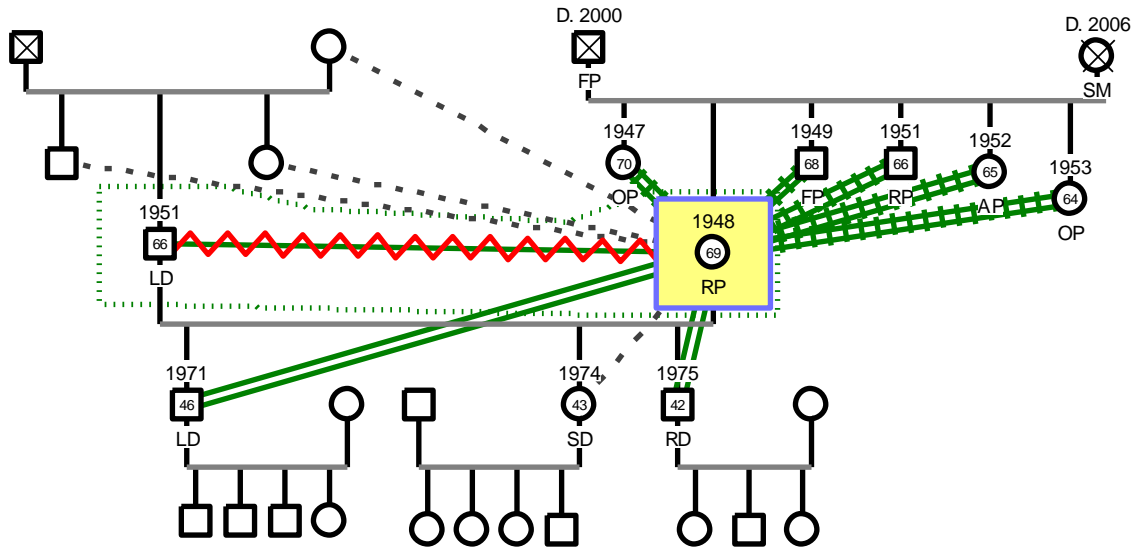 D. 2000
D. 2006
FP
SM
1947
1949
1951
1952
1953
70
68
66
65
64
OP
FP
RP
AP
OP
1951
1948
66
69
LD
RP
1971
1974
1975
46
43
42
LD
SD
RD